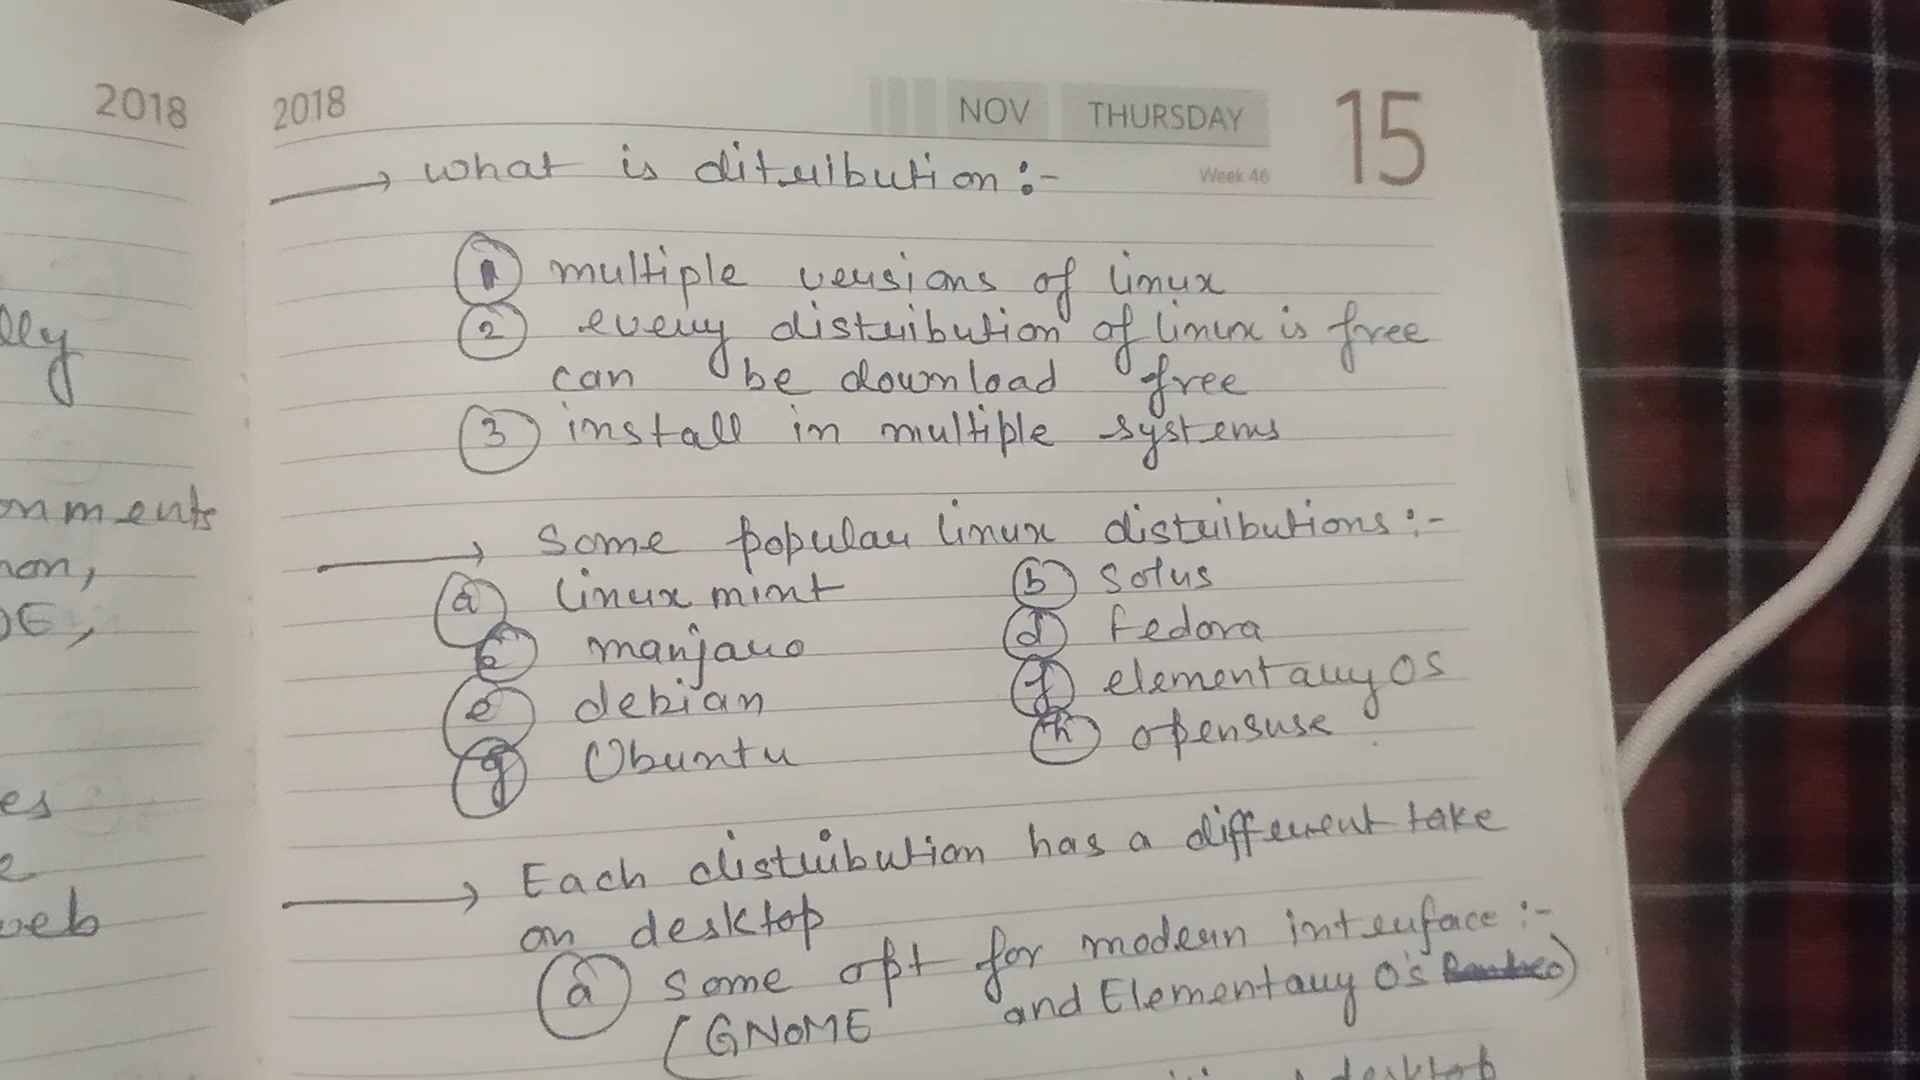 2018
lly
onments
non,
DE,
es
e
web
2018 NOV THURSDAY 15
Week 46
→ what is ditribution :-
1 multiple versions of linux
2 every distribution of linux is free
can be download free
3 install in multiple systems
→ Some popular linux distributions :-
a linux mint b solus
c manjaro d fedora
e debian f elementary OS
g Ubuntu h opensuse
→ Each distribution has a different take
on desktop
a some opt for modern interface :-
(GNOME and Elementary O's )
desktop